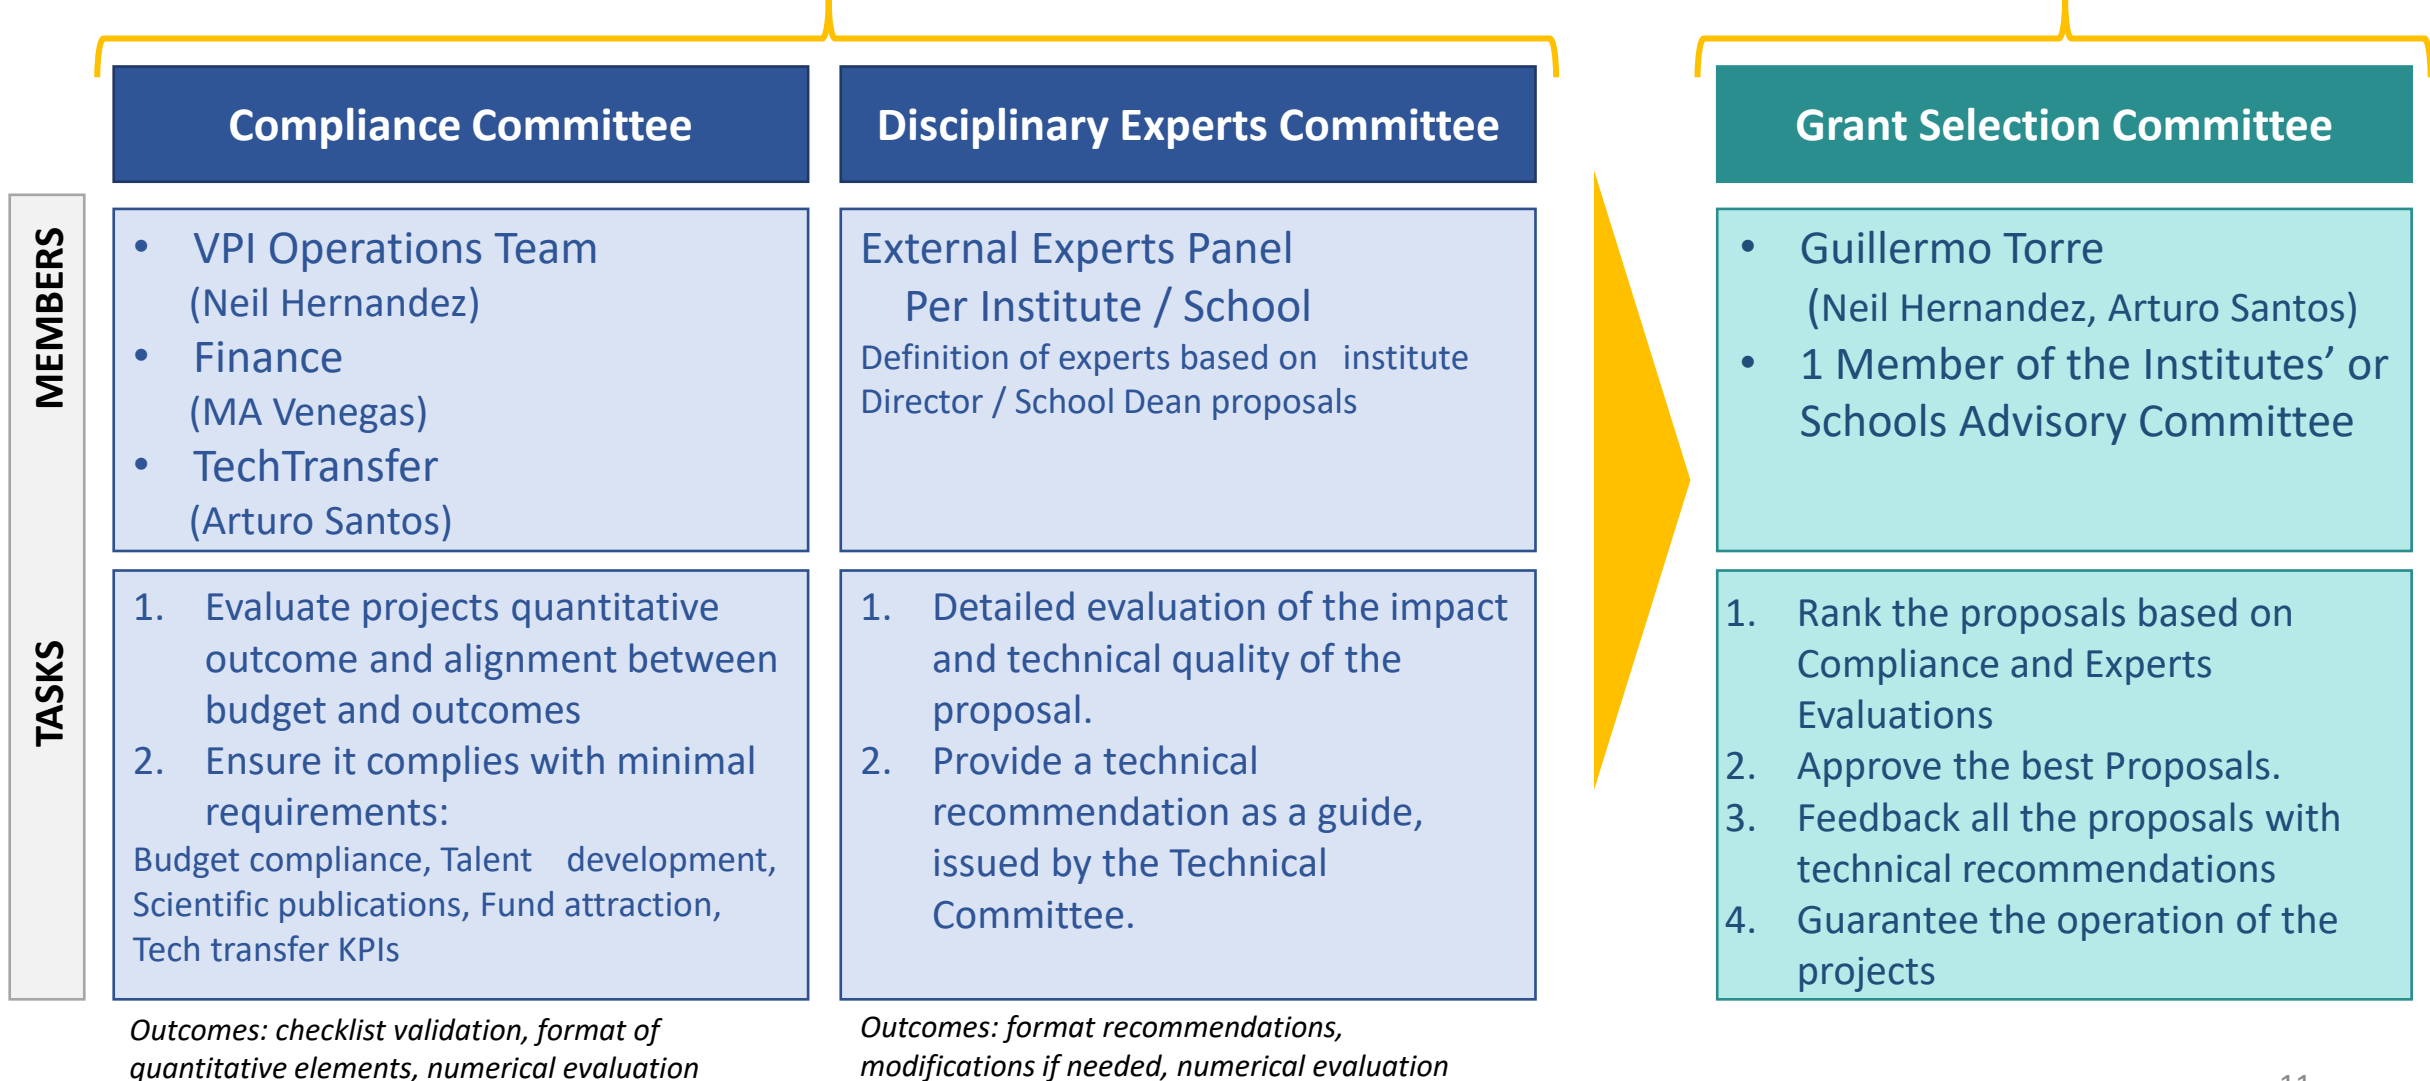 Compliance Committee
Disciplinary Experts Committee
Grant Selection Committee
MEMBERS
• VPI Operations Team
(Neil Hernandez)
• Finance
(MA Venegas)
• TechTransfer
(Arturo Santos)
External Experts Panel
Per Institute / School
Definition of experts based on institute
Director / School Dean proposals
• Guillermo Torre
(Neil Hernandez, Arturo Santos)
• 1 Member of the Institutes’ or
Schools Advisory Committee
TASKS
1. Evaluate projects quantitative
outcome and alignment between
budget and outcomes
2. Ensure it complies with minimal
requirements:
Budget compliance, Talent development,
Scientific publications, Fund attraction,
Tech transfer KPIs
1. Detailed evaluation of the impact
and technical quality of the
proposal.
2. Provide a technical
recommendation as a guide,
issued by the Technical
Committee.
1. Rank the proposals based on
Compliance and Experts
Evaluations
2. Approve the best Proposals.
3. Feedback all the proposals with
technical recommendations
4. Guarantee the operation of the
projects
Outcomes: checklist validation, format of
quantitative elements, numerical evaluation
Outcomes: format recommendations,
modifications if needed, numerical evaluation
11